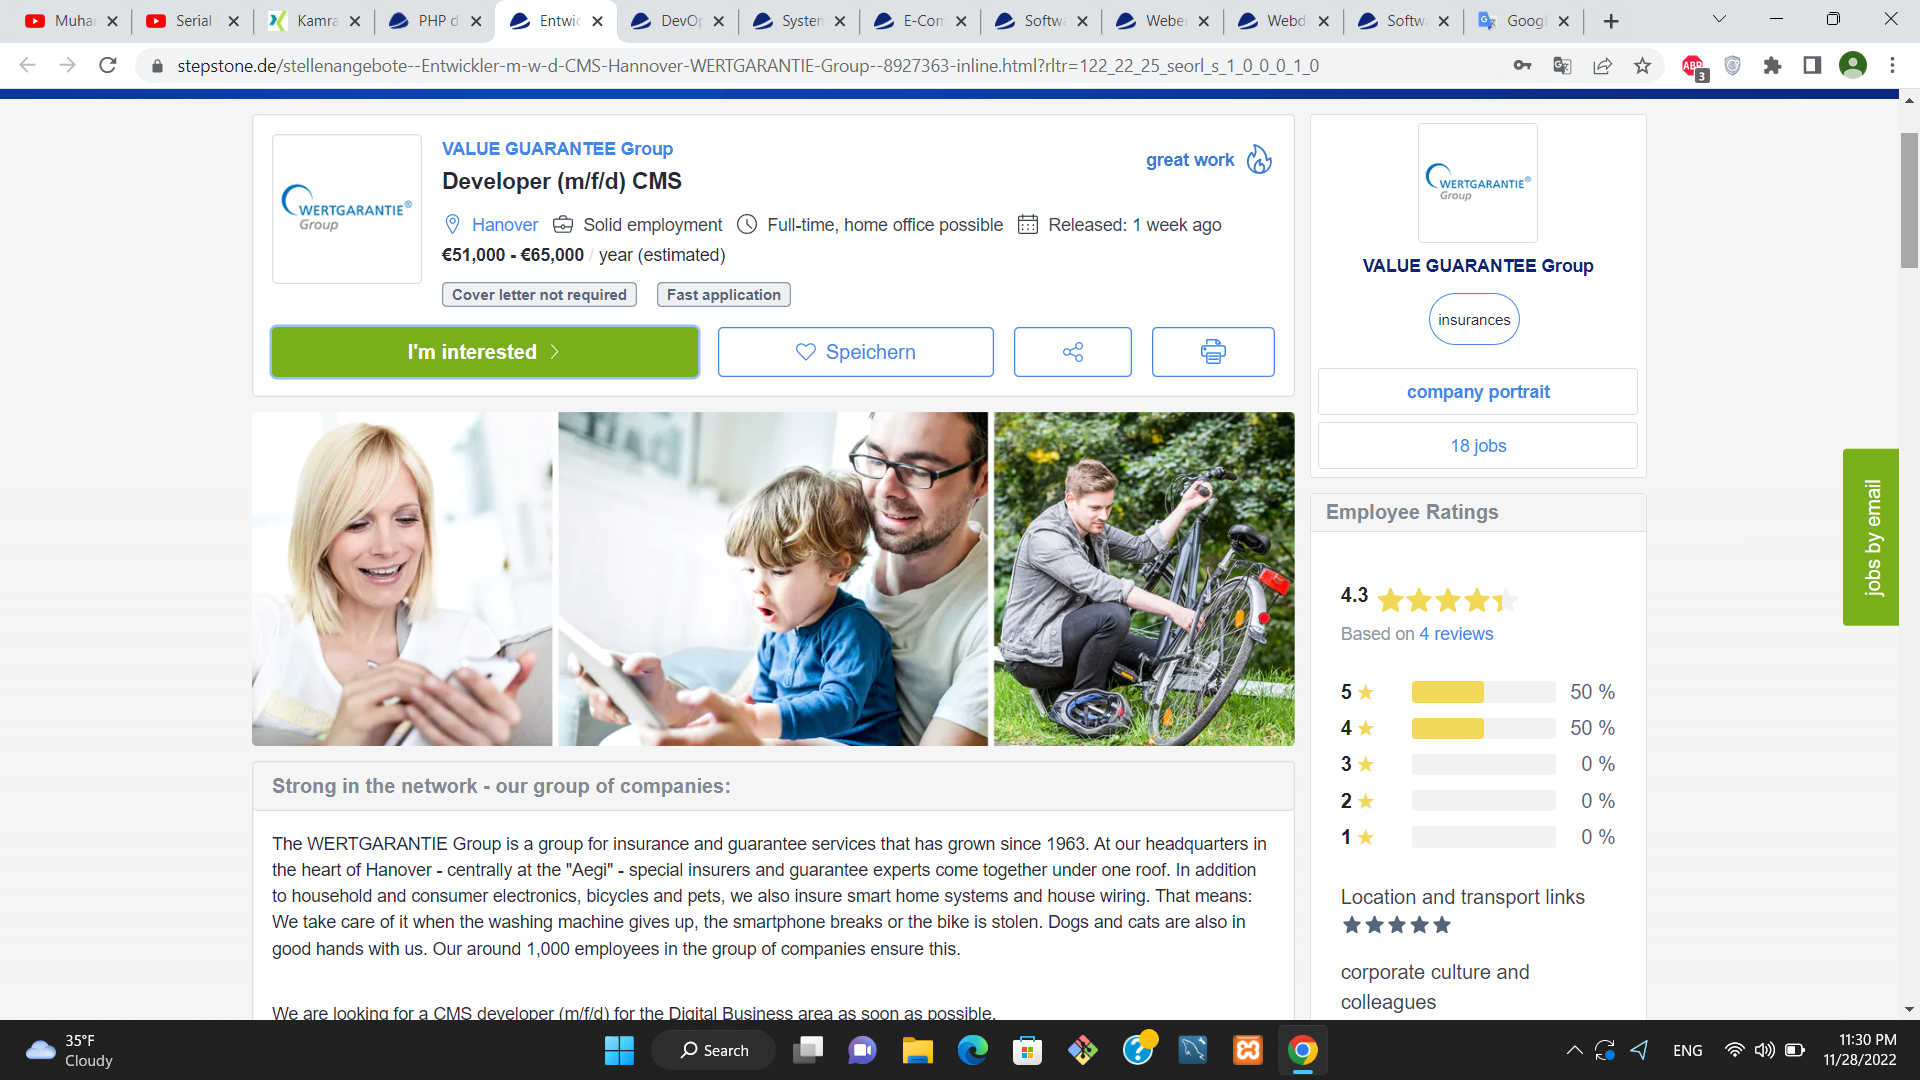 Muha
Serial
Kamra
PHP d
Entwic
DevOp
System
E-Com
Softwa
Weber
Webd
Softw
Googl
stepstone.de/stellenangebote--Entwickler-m-w-d-CMS-Hannover-WERTGARANTIE-Group--8927363-inline.html?rltr=122_22_25_seorl_s_1_0_0_0_1_0
ABP
3
WERTGARANTIE®
Group
VALUE GUARANTEE Group
great work
Developer (m/f/d) CMS
Hanover Solid employment Full-time, home office possible Released: 1 week ago
€51,000 - €65,000 / year (estimated)
Cover letter not required Fast application
I'm interested
Speichern
WERTGARANTIE®
Group
VALUE GUARANTEE Group
insurances
company portrait
18 jobs
jobs by email
Employee Ratings
4.3
Based on 4 reviews
5 50 %
4 50 %
3 0 %
2 0 %
1 0 %
Location and transport links
corporate culture and
colleagues
Strong in the network - our group of companies:
The WERTGARANTIE Group is a group for insurance and guarantee services that has grown since 1963. At our headquarters in
the heart of Hanover - centrally at the "Aegi" - special insurers and guarantee experts come together under one roof. In addition
to household and consumer electronics, bicycles and pets, we also insure smart home systems and house wiring. That means:
We take care of it when the washing machine gives up, the smartphone breaks or the bike is stolen. Dogs and cats are also in
good hands with us. Our around 1,000 employees in the group of companies ensure this.
We are looking for a CMS developer (m/f/d) for the Digital Business area as soon as possible.
35°F
Cloudy
Search
ENG
11:30 PM
11/28/2022